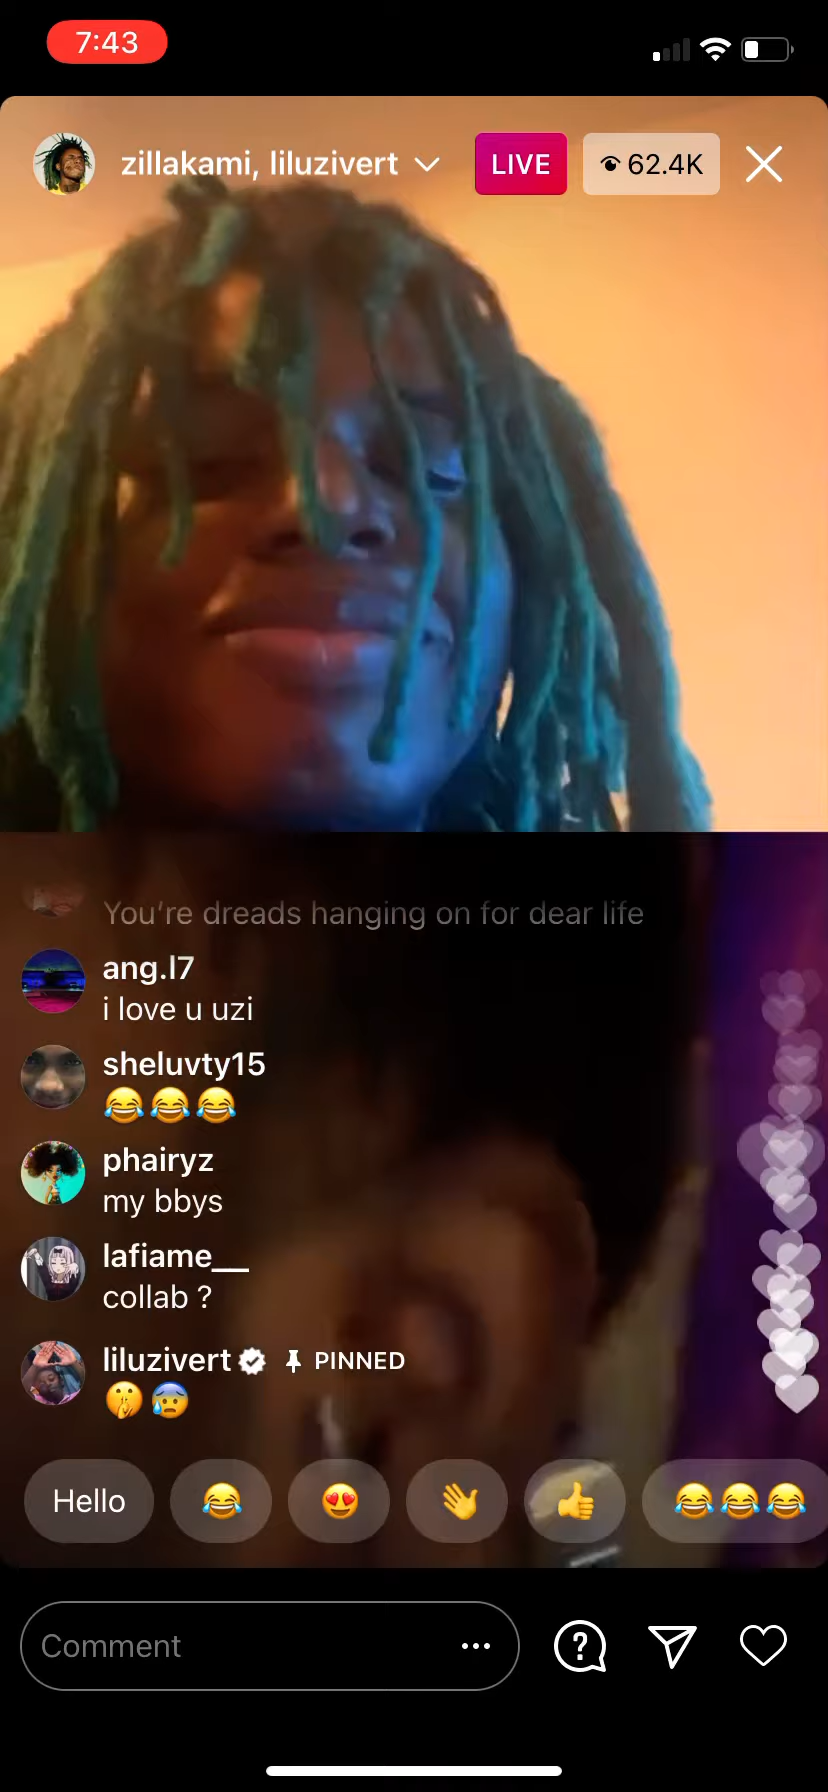 7:43
zillakami, liluzivert
LIVE
62.4K
You're dreads hanging on for dear life
ang.l7
i love u uzi
sheluvty15
😂😂😂
phairyz
my bbys
lafiame__
collab ?
liluzivert PINNED
🤫😰
Hello 😂 😍 👋 👍 😂😂😂
Comment